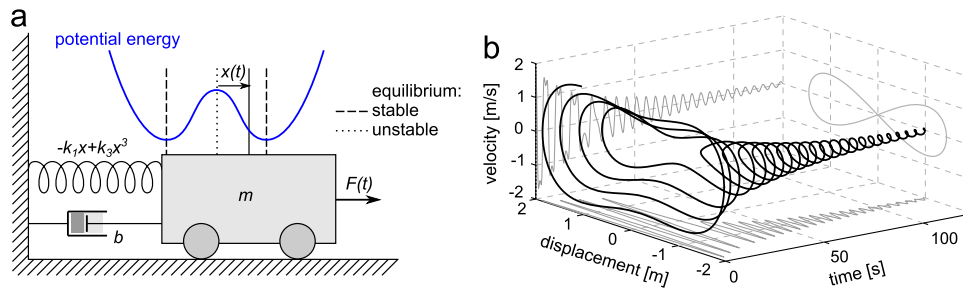 a
potential energy
x(t)
equilibrium:
stable
unstable
-k₁x+k₃x³
m
F(t)
b
b
velocity [m/s]
2
1
0
-1
-2
2
1
0
-1
-2
displacement [m]
0
50
100
time [s]